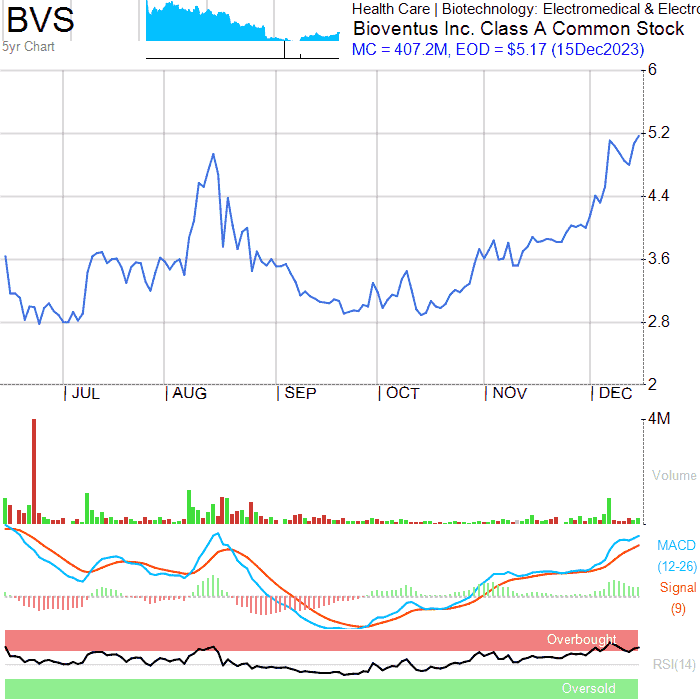 BVS
5yr Chart
Health Care | Biotechnology: Electromedical & Electro
Bioventus Inc. Class A Common Stock
MC = 407.2M, EOD = $5.17 (15Dec2023)
6
5.2
4.4
3.6
2.8
2
JUL AUG SEP OCT NOV DEC
4M
Volume
MACD
(12-26)
Signal
(9)
Overbought
RSI(14)
Oversold